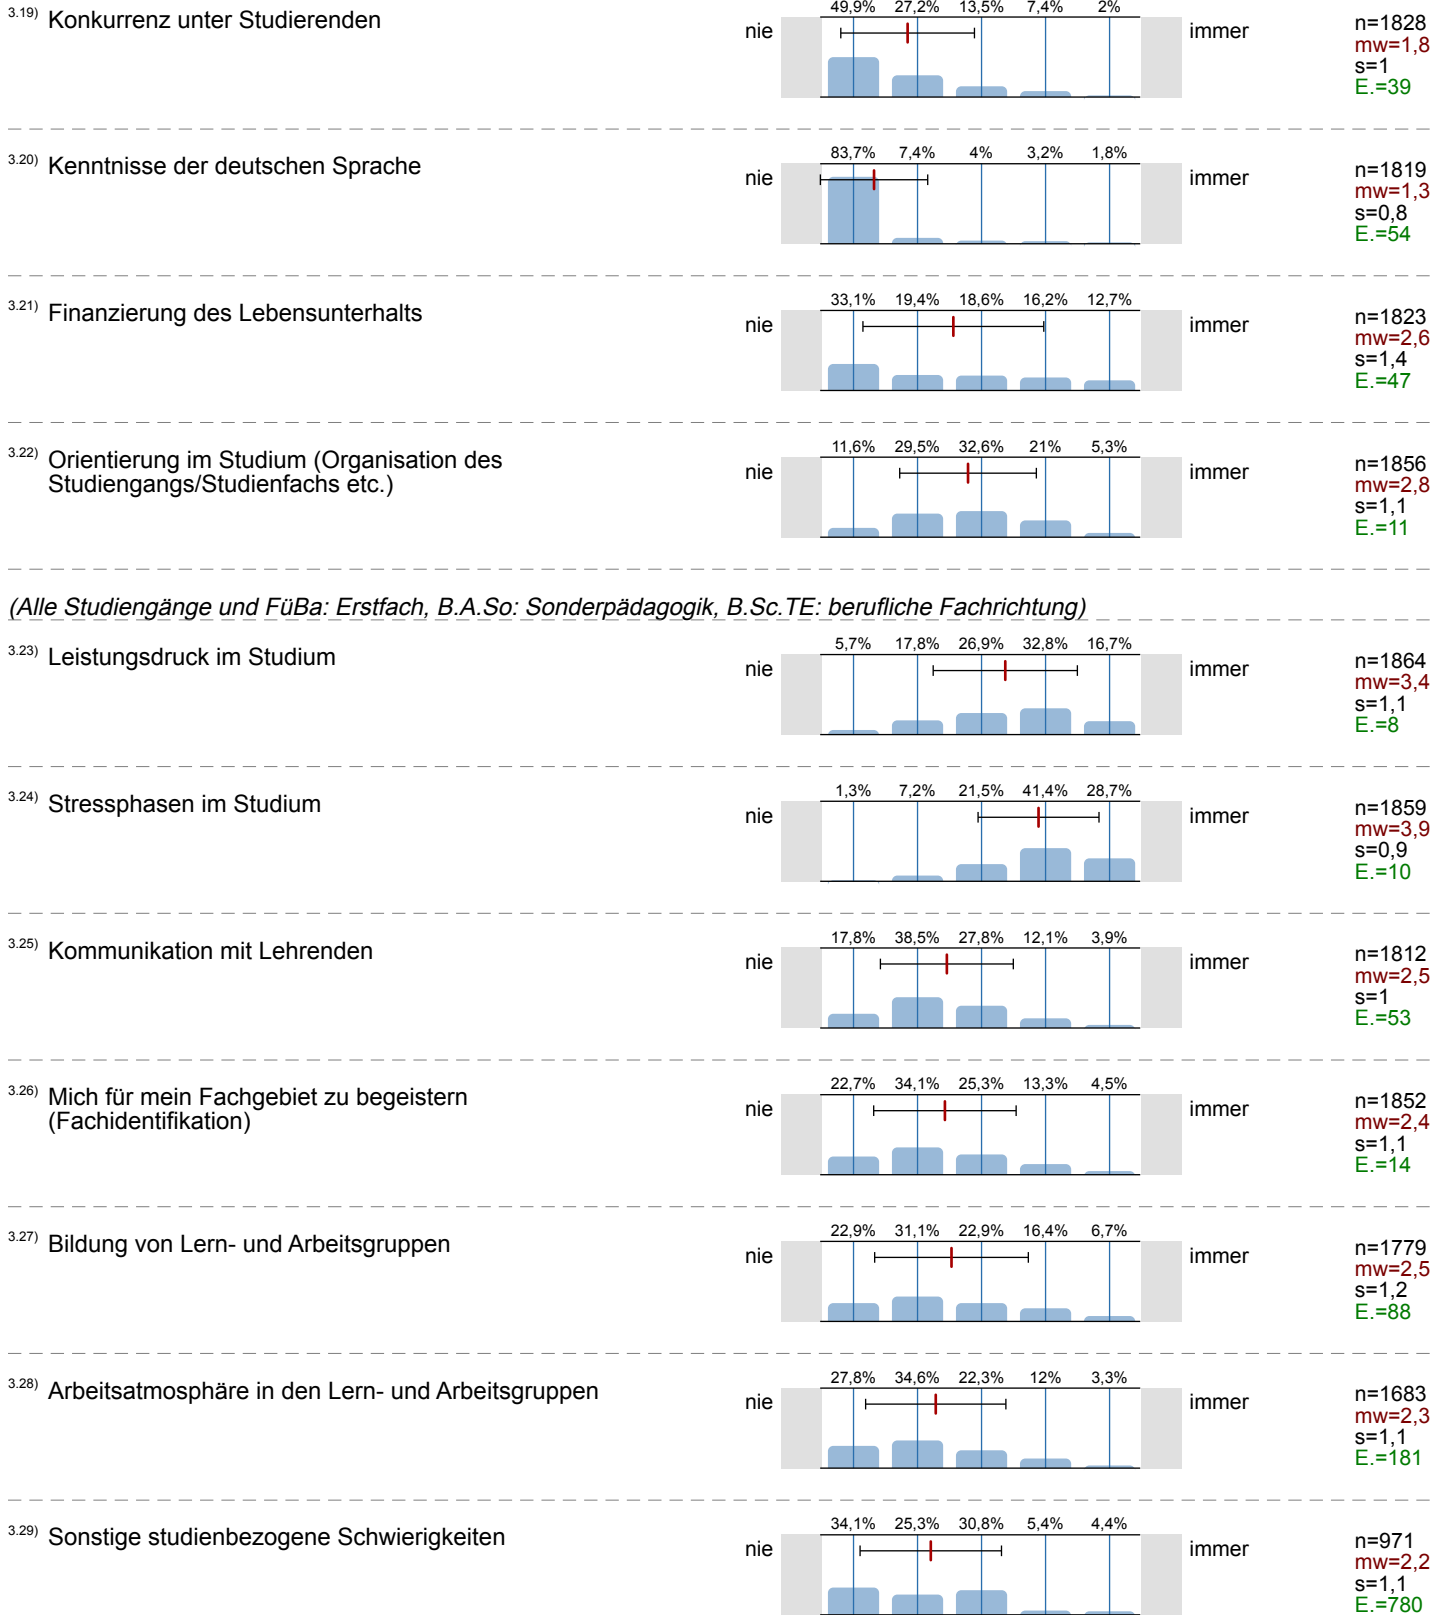 3.19) Konkurrenz unter Studierenden
49,9% 27,2% 13,5% 7,4% 2%
nie immer
n=1828
mw=1,8
s=1
E.=39
3.20) Kenntnisse der deutschen Sprache
83,7% 7,4% 4% 3,2% 1,8%
nie immer
n=1819
mw=1,3
s=0,8
E.=54
3.21) Finanzierung des Lebensunterhalts
33,1% 19,4% 18,6% 16,2% 12,7%
nie immer
n=1823
mw=2,6
s=1,4
E.=47
3.22) Orientierung im Studium (Organisation des
Studiengangs/Studienfachs etc.)
11,6% 29,5% 32,6% 21% 5,3%
nie immer
n=1856
mw=2,8
s=1,1
E.=11
(Alle Studiengänge und FüBa: Erstfach, B.A.So: Sonderpädagogik, B.Sc.TE: berufliche Fachrichtung)
3.23) Leistungsdruck im Studium
5,7% 17,8% 26,9% 32,8% 16,7%
nie immer
n=1864
mw=3,4
s=1,1
E.=8
3.24) Stressphasen im Studium
1,3% 7,2% 21,5% 41,4% 28,7%
nie immer
n=1859
mw=3,9
s=0,9
E.=10
3.25) Kommunikation mit Lehrenden
17,8% 38,5% 27,8% 12,1% 3,9%
nie immer
n=1812
mw=2,5
s=1
E.=53
3.26) Mich für mein Fachgebiet zu begeistern
(Fachidentifikation)
22,7% 34,1% 25,3% 13,3% 4,5%
nie immer
n=1852
mw=2,4
s=1,1
E.=14
3.27) Bildung von Lern- und Arbeitsgruppen
22,9% 31,1% 22,9% 16,4% 6,7%
nie immer
n=1779
mw=2,5
s=1,2
E.=88
3.28) Arbeitsatmosphäre in den Lern- und Arbeitsgruppen
27,8% 34,6% 22,3% 12% 3,3%
nie immer
n=1683
mw=2,3
s=1,1
E.=181
3.29) Sonstige studienbezogene Schwierigkeiten
34,1% 25,3% 30,8% 5,4% 4,4%
nie immer
n=971
mw=2,2
s=1,1
E.=780